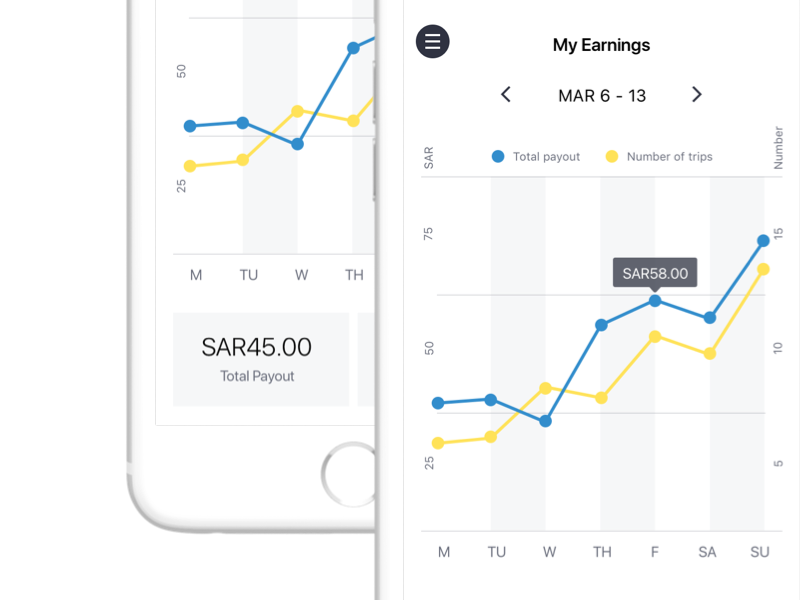 50
25
M TU W TH
SAR45.00
Total Payout
My Earnings
MAR 6 - 13
SAR
Total payout
Number of trips
Number
75
15
SAR58.00
50
10
25
5
M TU W TH F SA SU